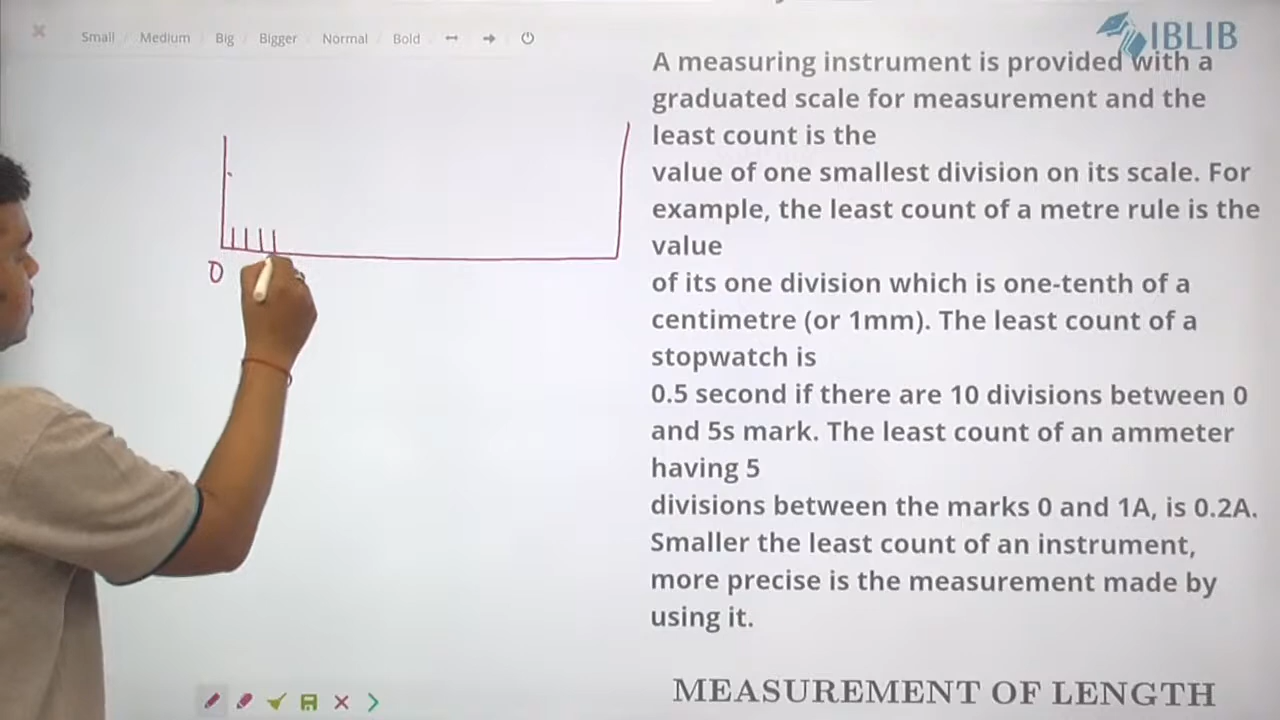 Small / Medium / Big / Bigger / Normal / Bold
IBLIB
A measuring instrument is provided with a
graduated scale for measurement and the
least count is the
value of one smallest division on its scale. For
example, the least count of a metre rule is the
value
of its one division which is one-tenth of a
centimetre (or 1mm). The least count of a
stopwatch is
0.5 second if there are 10 divisions between 0
and 5s mark. The least count of an ammeter
having 5
divisions between the marks 0 and 1A, is 0.2A.
Smaller the least count of an instrument,
more precise is the measurement made by
using it.
0
MEASUREMENT OF LENGTH